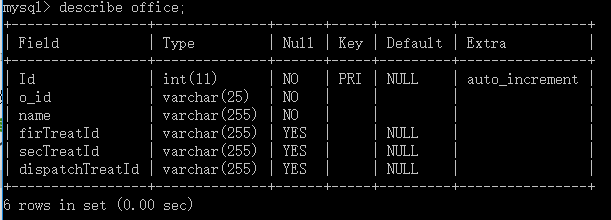 mysql> describe office;
+-----------------+--------------+------+-----+---------+----------------+
| Field           | Type         | Null | Key | Default | Extra          |
+-----------------+--------------+------+-----+---------+----------------+
| Id              | int(11)      | NO   | PRI | NULL    | auto_increment |
| o_id            | varchar(25)  | NO   |     |         |                |
| name            | varchar(255) | NO   |     |         |                |
| firTreatId      | varchar(255) | YES  |     | NULL    |                |
| secTreatId      | varchar(255) | YES  |     | NULL    |                |
| dispatchTreatId | varchar(255) | YES  |     | NULL    |                |
+-----------------+--------------+------+-----+---------+----------------+
6 rows in set (0.00 sec)